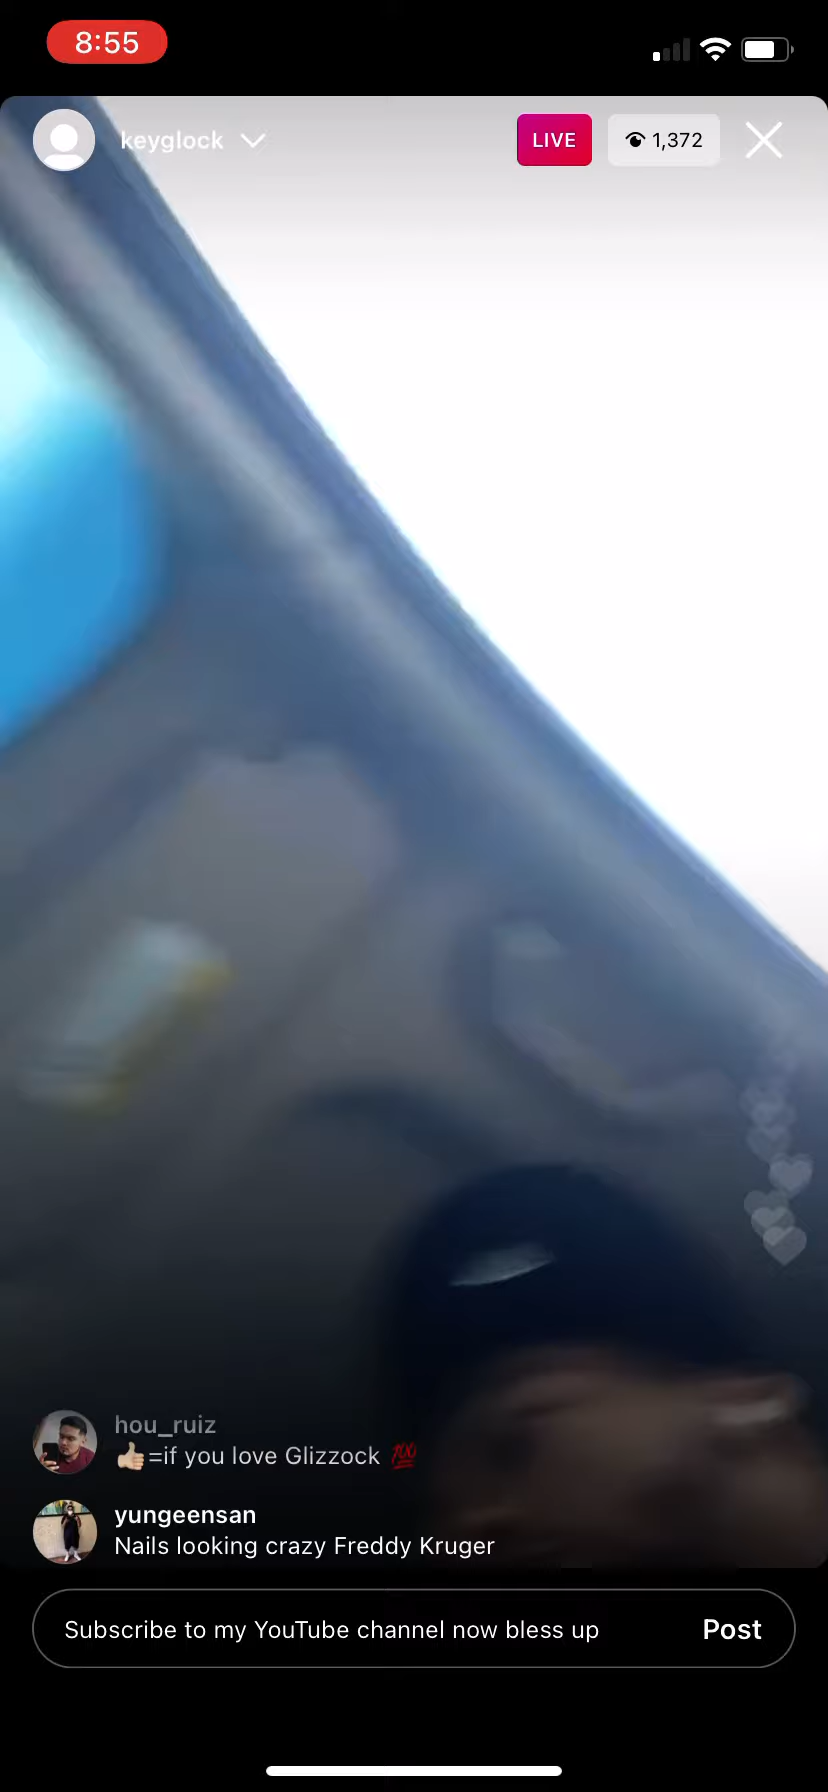 8:55
keyglock
LIVE
1,372
hou_ruiz
👍🏼=if you love Glizzock 💯
yungeensan
Nails looking crazy Freddy Kruger
Subscribe to my YouTube channel now bless up
Post